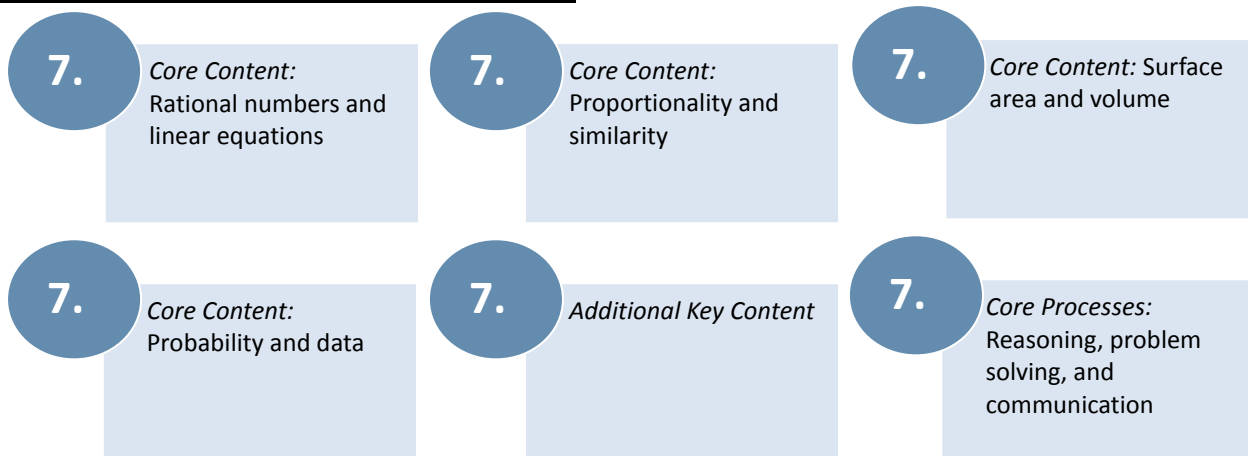 7.
Core Content:
Rational numbers and
linear equations
7.
Core Content:
Proportionality and
similarity
7.
Core Content: Surface
area and volume
7.
Core Content:
Probability and data
7.
Additional Key Content
7.
Core Processes:
Reasoning, problem
solving, and
communication